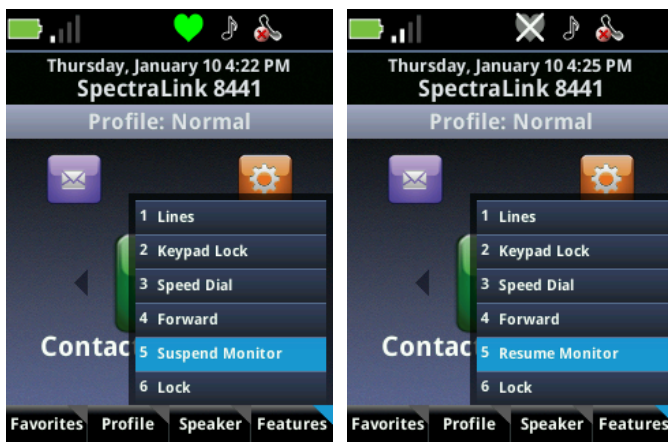 Thursday, January 10 4:22 PM
SpectraLink 8441
Profile: Normal
1 Lines
2 Keypad Lock
3 Speed Dial
4 Forward
Contac
5 Suspend Monitor
6 Lock
Favorites Profile Speaker Features
Thursday, January 10 4:25 PM
SpectraLink 8441
Profile: Normal
1 Lines
2 Keypad Lock
3 Speed Dial
4 Forward
Contac
5 Resume Monitor
6 Lock
Favorites Profile Speaker Features